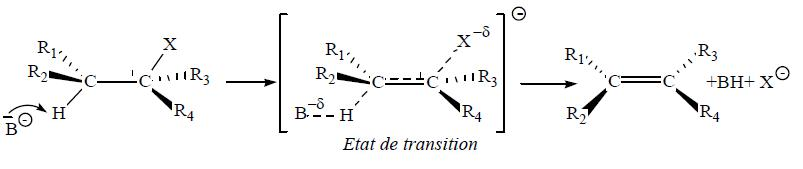 R1 R2 C H B⊖ X C R3 R4
R1 R2 C B−δ H X−δ C R3 R4 ⊖
R1 R2 C C R3 R4 +BH+ X⊖
Etat de transition